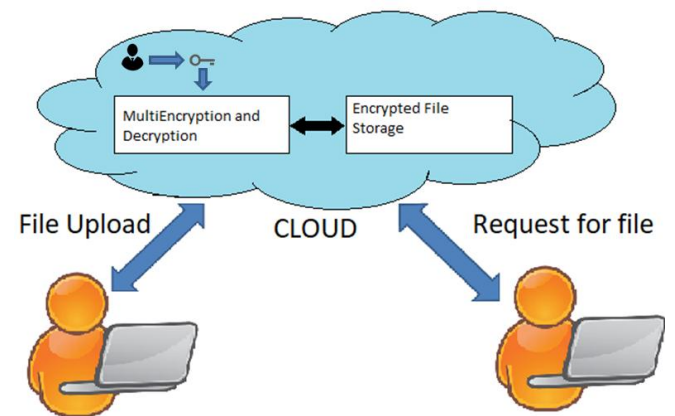 MultiEncryption and
Decryption
Encrypted File
Storage
File Upload
CLOUD
Request for file